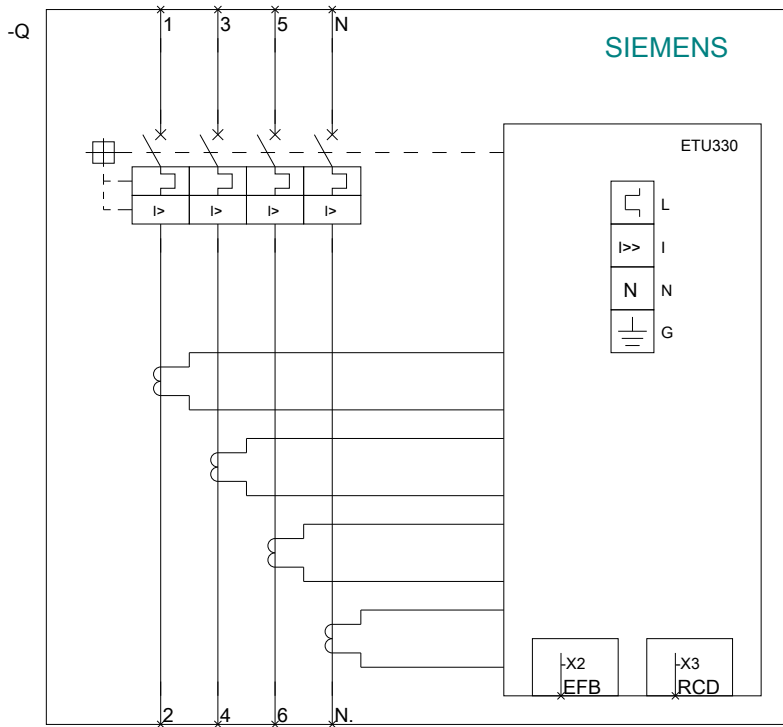 -Q
1 3 5 N
SIEMENS
ETU330
L
I> I> I> I>
I>> I
N N
G
-X2 -X3
EFB RCD
2 4 6 N.